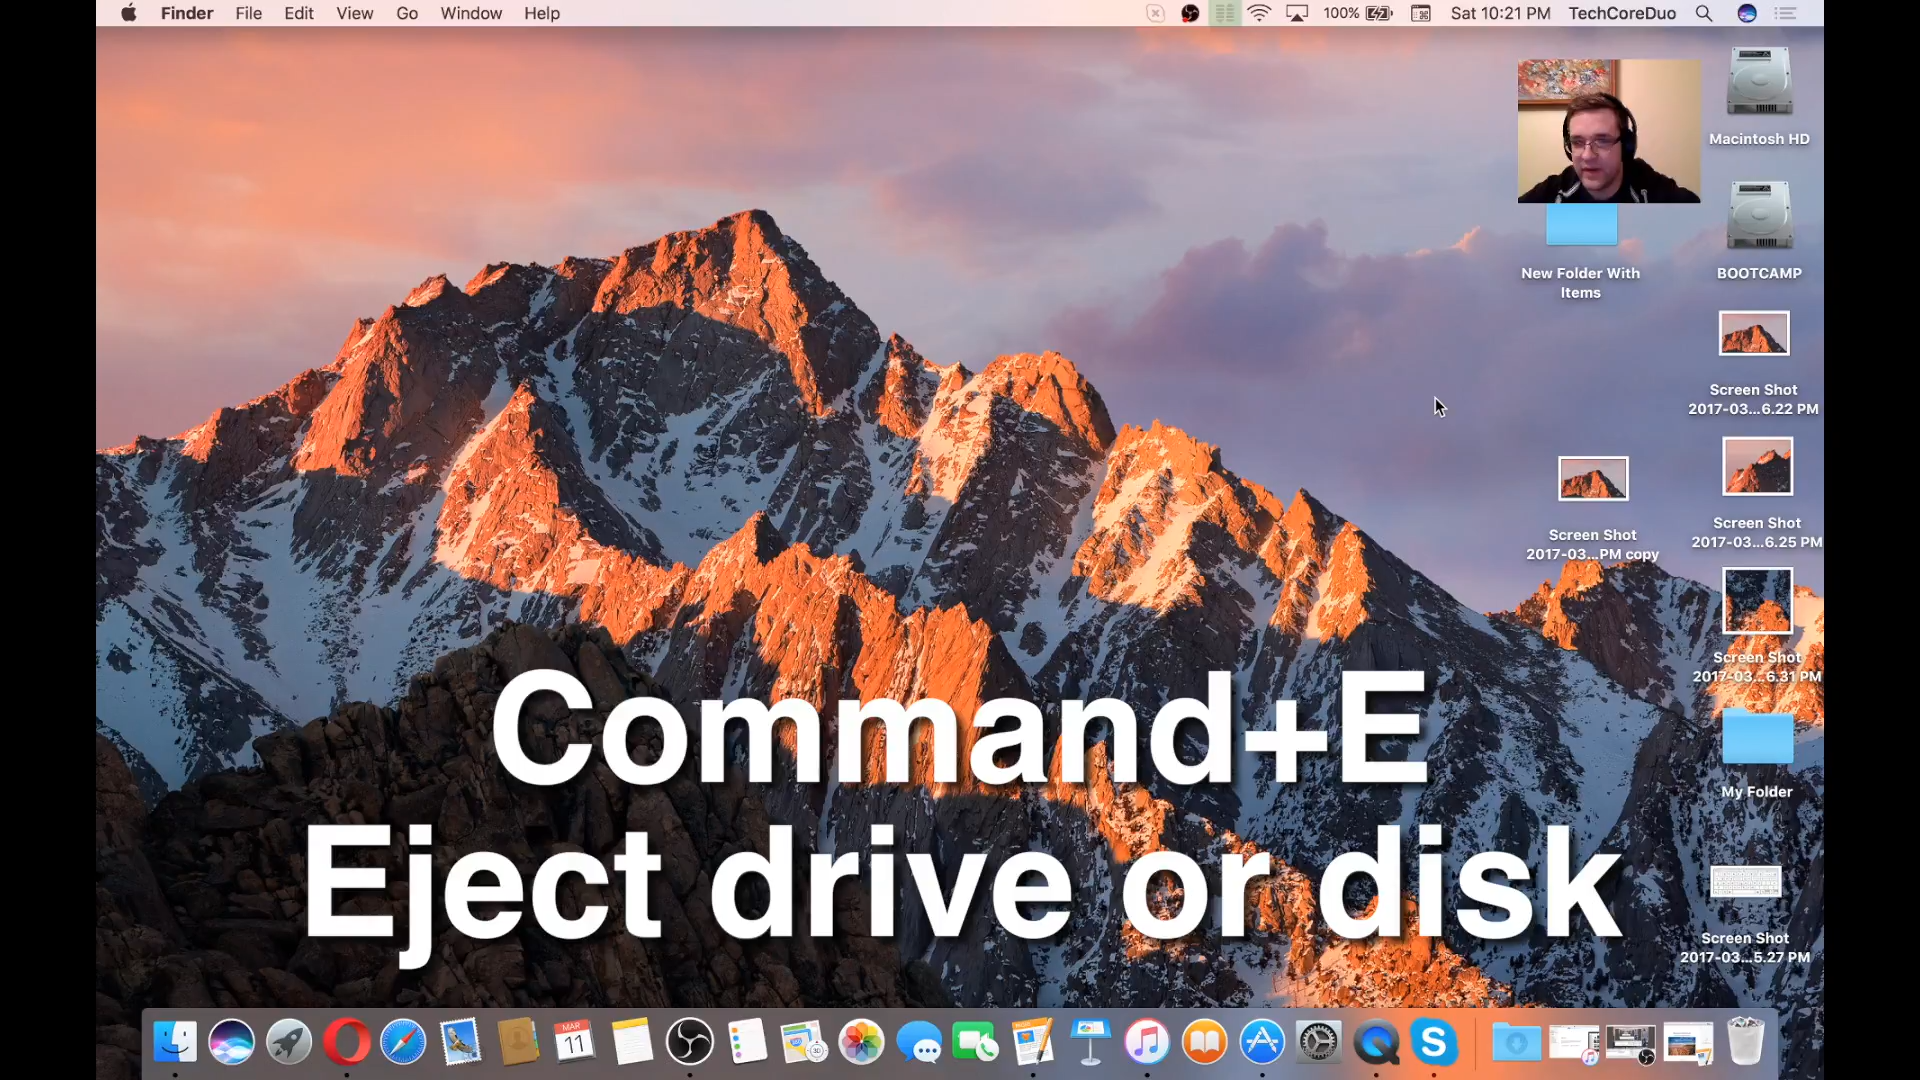 Finder File Edit View Go Window Help 100% Sat 10:21 PM TechCoreDuo
Macintosh HD
BOOTCAMP
New Folder With
Items
Screen Shot
2017-03...6.22 PM
Screen Shot
2017-03...6.25 PM
Screen Shot
2017-03...PM copy
Screen Shot
2017-03...6.31 PM
My Folder
Screen Shot
2017-03...5.27 PM
Command+E
Eject drive or disk
MAR
11